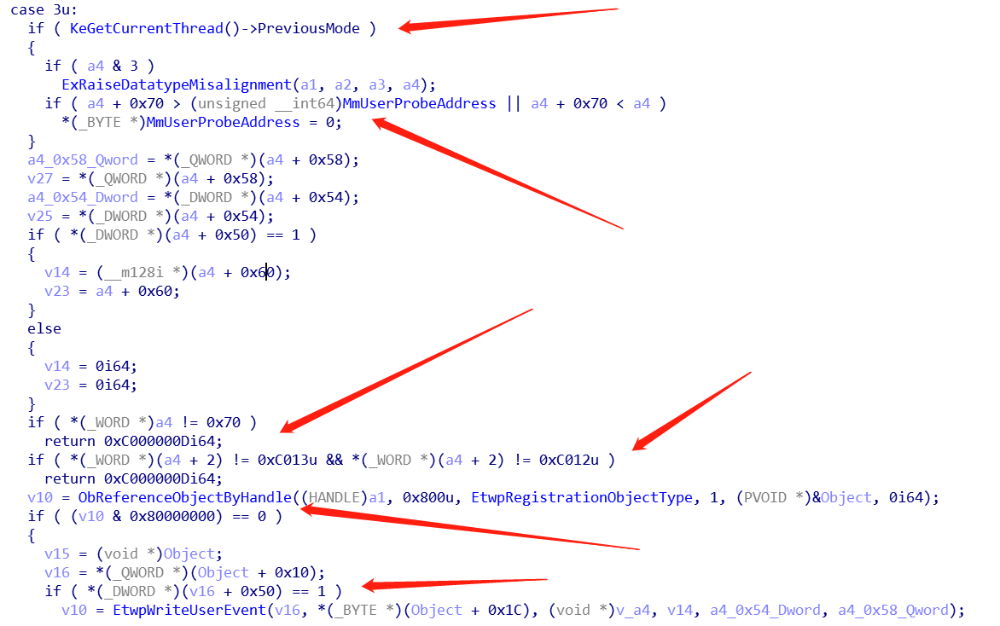 case 3u:
if ( KeGetCurrentThread()->PreviousMode )
{
if ( a4 & 3 )
ExRaiseDatatypeMisalignment(a1, a2, a3, a4);
if ( a4 + 0x70 > (unsigned __int64)MmUserProbeAddress || a4 + 0x70 < a4 )
*(_BYTE *)MmUserProbeAddress = 0;
}
a4_0x58_Qword = *(_QWORD *)(a4 + 0x58);
v27 = *(_QWORD *)(a4 + 0x58);
a4_0x54_Dword = *(_DWORD *)(a4 + 0x54);
v25 = *(_DWORD *)(a4 + 0x54);
if ( *(_DWORD *)(a4 + 0x50) == 1 )
{
v14 = (__m128i *)(a4 + 0x60);
v23 = a4 + 0x60;
}
else
{
v14 = 0i64;
v23 = 0i64;
}
if ( *(_WORD *)a4 != 0x70 )
return 0xC000000Di64;
if ( *(_WORD *)(a4 + 2) != 0xC013u && *(_WORD *)(a4 + 2) != 0xC012u )
return 0xC000000Di64;
v10 = ObReferenceObjectByHandle((HANDLE)a1, 0x800u, EtwpRegistrationObjectType, 1, (PVOID *)&Object, 0i64);
if ( (v10 & 0x80000000) == 0 )
{
v15 = (void *)Object;
v16 = *(_QWORD *)(Object + 0x10);
if ( *(_DWORD *)(v16 + 0x50) == 1 )
v10 = EtwpWriteUserEvent(v16, *(_BYTE *)(Object + 0x1C), (void *)v_a4, v14, a4_0x54_Dword, a4_0x58_Qword);